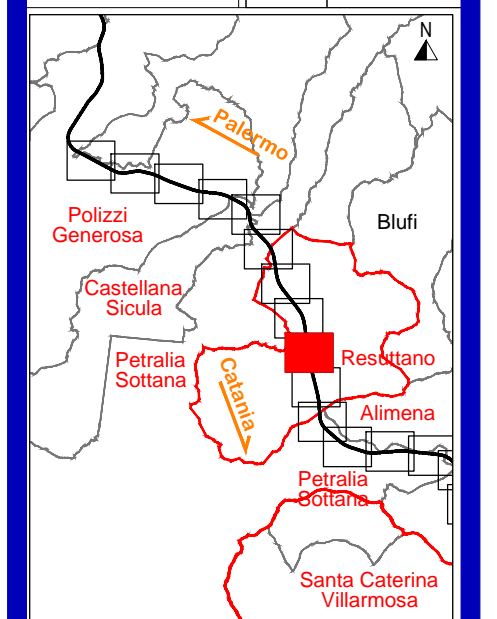 N
Palermo
Polizzi
Generosa
Blufi
Castellana
Sicula
Petralia
Sottana
Catania
Resuttano
Alimena
Petralia
Sottana
Santa Caterina
Villarmosa